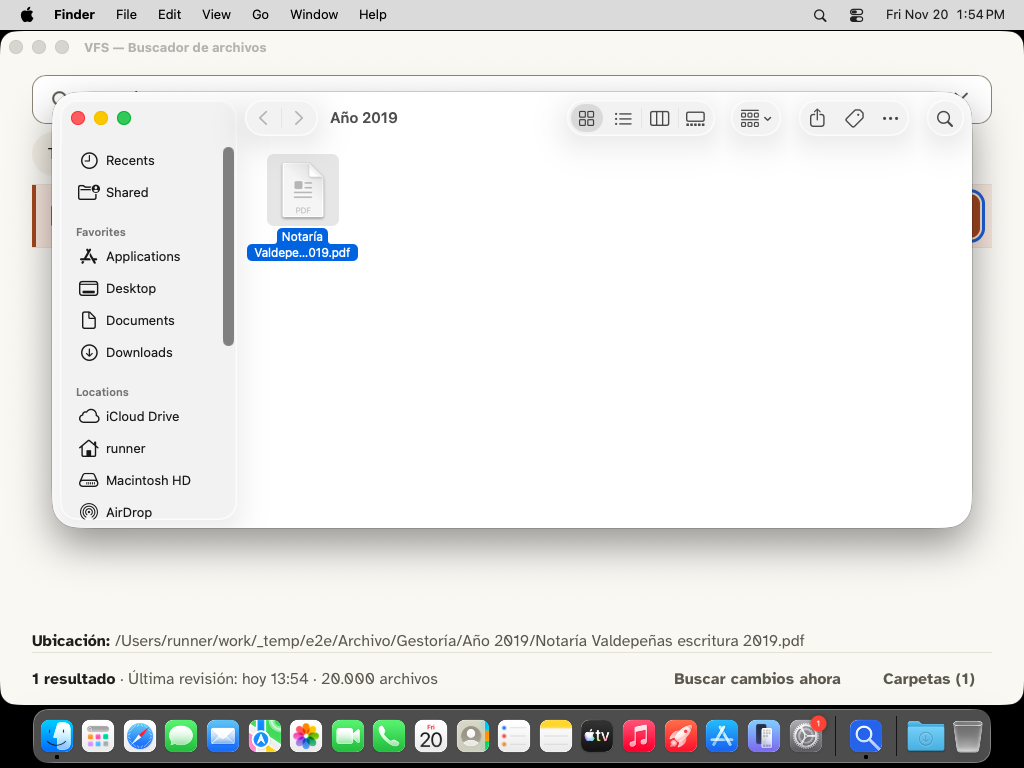 Finder File Edit View Go Window Help Fri Nov 20 1:54 PM
VFS — Buscador de archivos
Año 2019
Recents
Shared
Favorites
Applications
Desktop
Documents
Downloads
Locations
iCloud Drive
runner
Macintosh HD
AirDrop
PDF
Notaría
Valdepe...019.pdf
Ubicación: /Users/runner/work/_temp/e2e/Archivo/Gestoría/Año 2019/Notaría Valdepeñas escritura 2019.pdf
1 resultado · Última revisión: hoy 13:54 · 20.000 archivos Buscar cambios ahora Carpetas (1)
Fri
20
tv
1